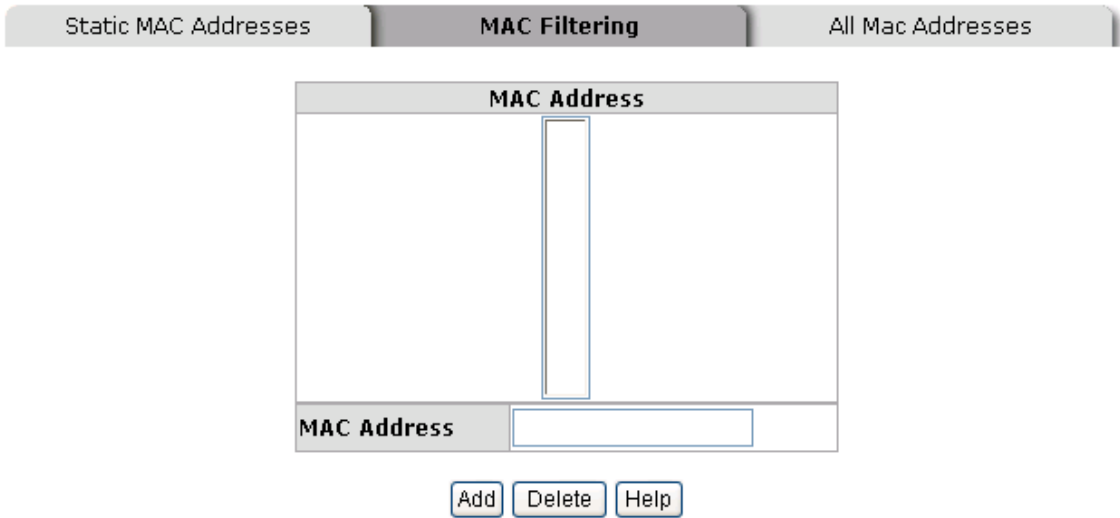 Static MAC Addresses MAC Filtering All Mac Addresses
MAC Address
MAC Address
Add Delete Help